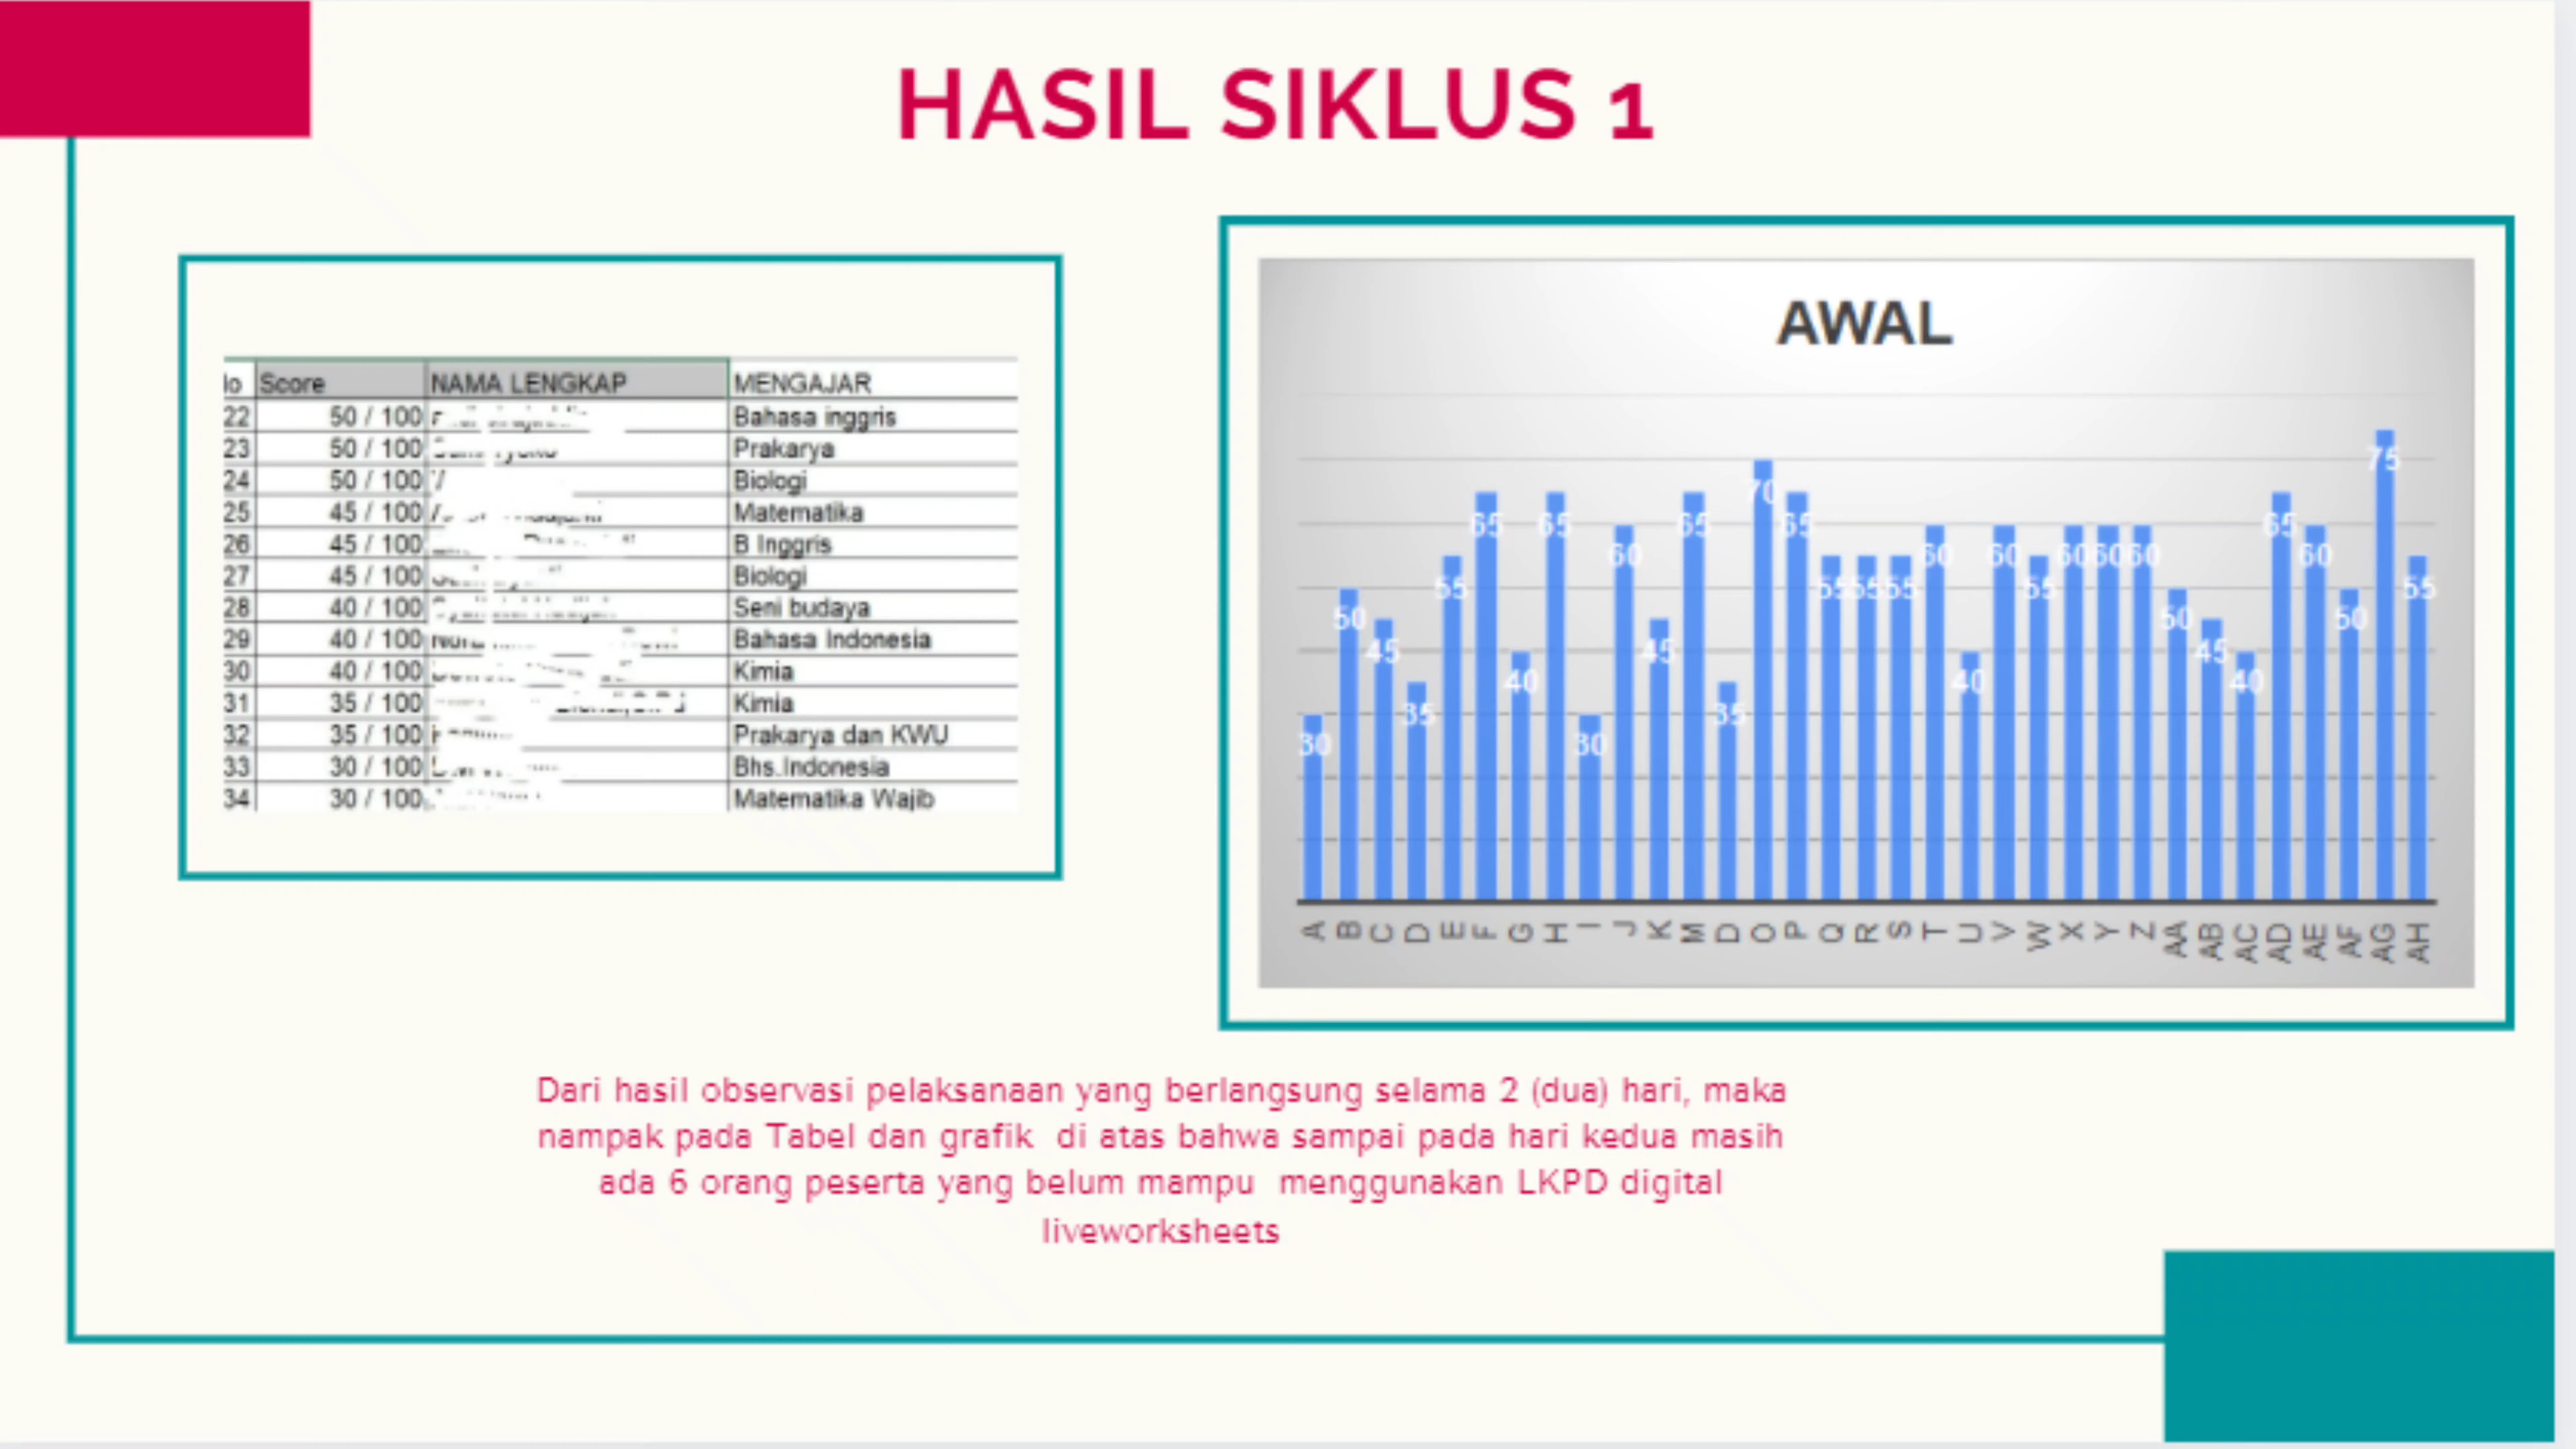 HASIL SIKLUS 1
lo Score NAMA LENGKAP MENGAJAR
22 50 / 100 Bahasa inggris
23 50 / 100 Prakarya
24 50 / 100 Biologi
25 45 / 100 Matematika
26 45 / 100 B Inggris
27 45 / 100 Biologi
28 40 / 100 Seni budaya
29 40 / 100 Bahasa Indonesia
30 40 / 100 Kimia
31 35 / 100 Kimia
32 35 / 100 Prakarya dan KWU
33 30 / 100 Bhs.Indonesia
34 30 / 100 Matematika Wajib
AWAL
30 50 45 35 55 65 40 65 30 60 45 65 35 70 65 55 55 55 60 40 60 55 60 60 60 50 45 40 65 60 50 75 55
A B C D E F G H I J K M D O P Q R S T U V W X Y Z AA AB AC AD AE AF AG AH
Dari hasil observasi pelaksanaan yang berlangsung selama 2 (dua) hari, maka
nampak pada Tabel dan grafik di atas bahwa sampai pada hari kedua masih
ada 6 orang peserta yang belum mampu menggunakan LKPD digital
liveworksheets